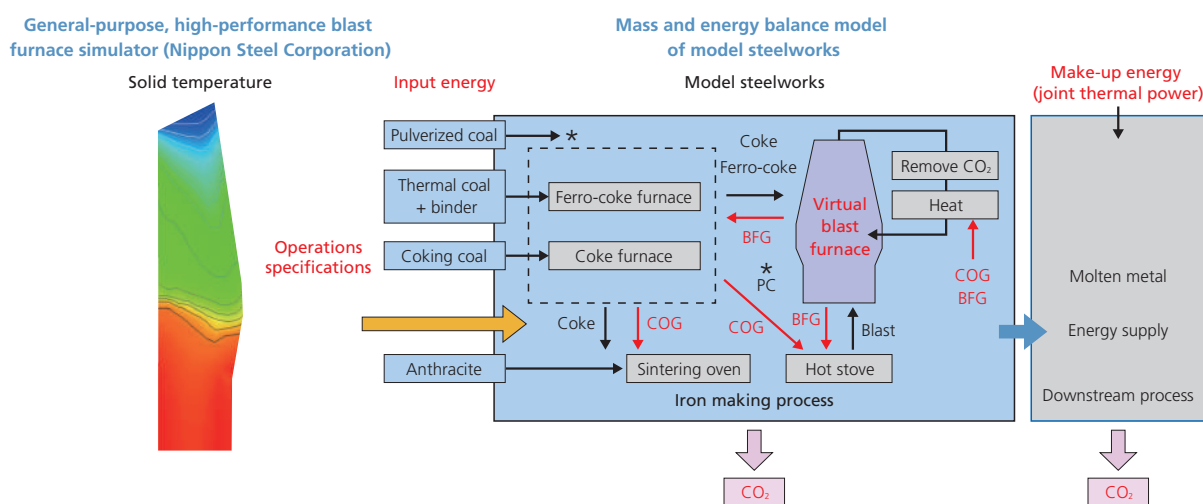 General-purpose, high-performance blast
furnace simulator (Nippon Steel Corporation)
Solid temperature
Mass and energy balance model
of model steelworks
Input energy
Model steelworks
Make-up energy
(joint thermal power)
Pulverized coal
*
Coke
Ferro-coke
Remove CO₂
Thermal coal
+ binder
Ferro-coke furnace
Virtual
blast
furnace
Heat
BFG
Operations
specifications
Coking coal
Coke furnace
*
PC
COG
BFG
Molten metal
Coke
COG
COG
BFG
Blast
Energy supply
Anthracite
Sintering oven
Hot stove
Iron making process
Downstream process
CO₂
CO₂